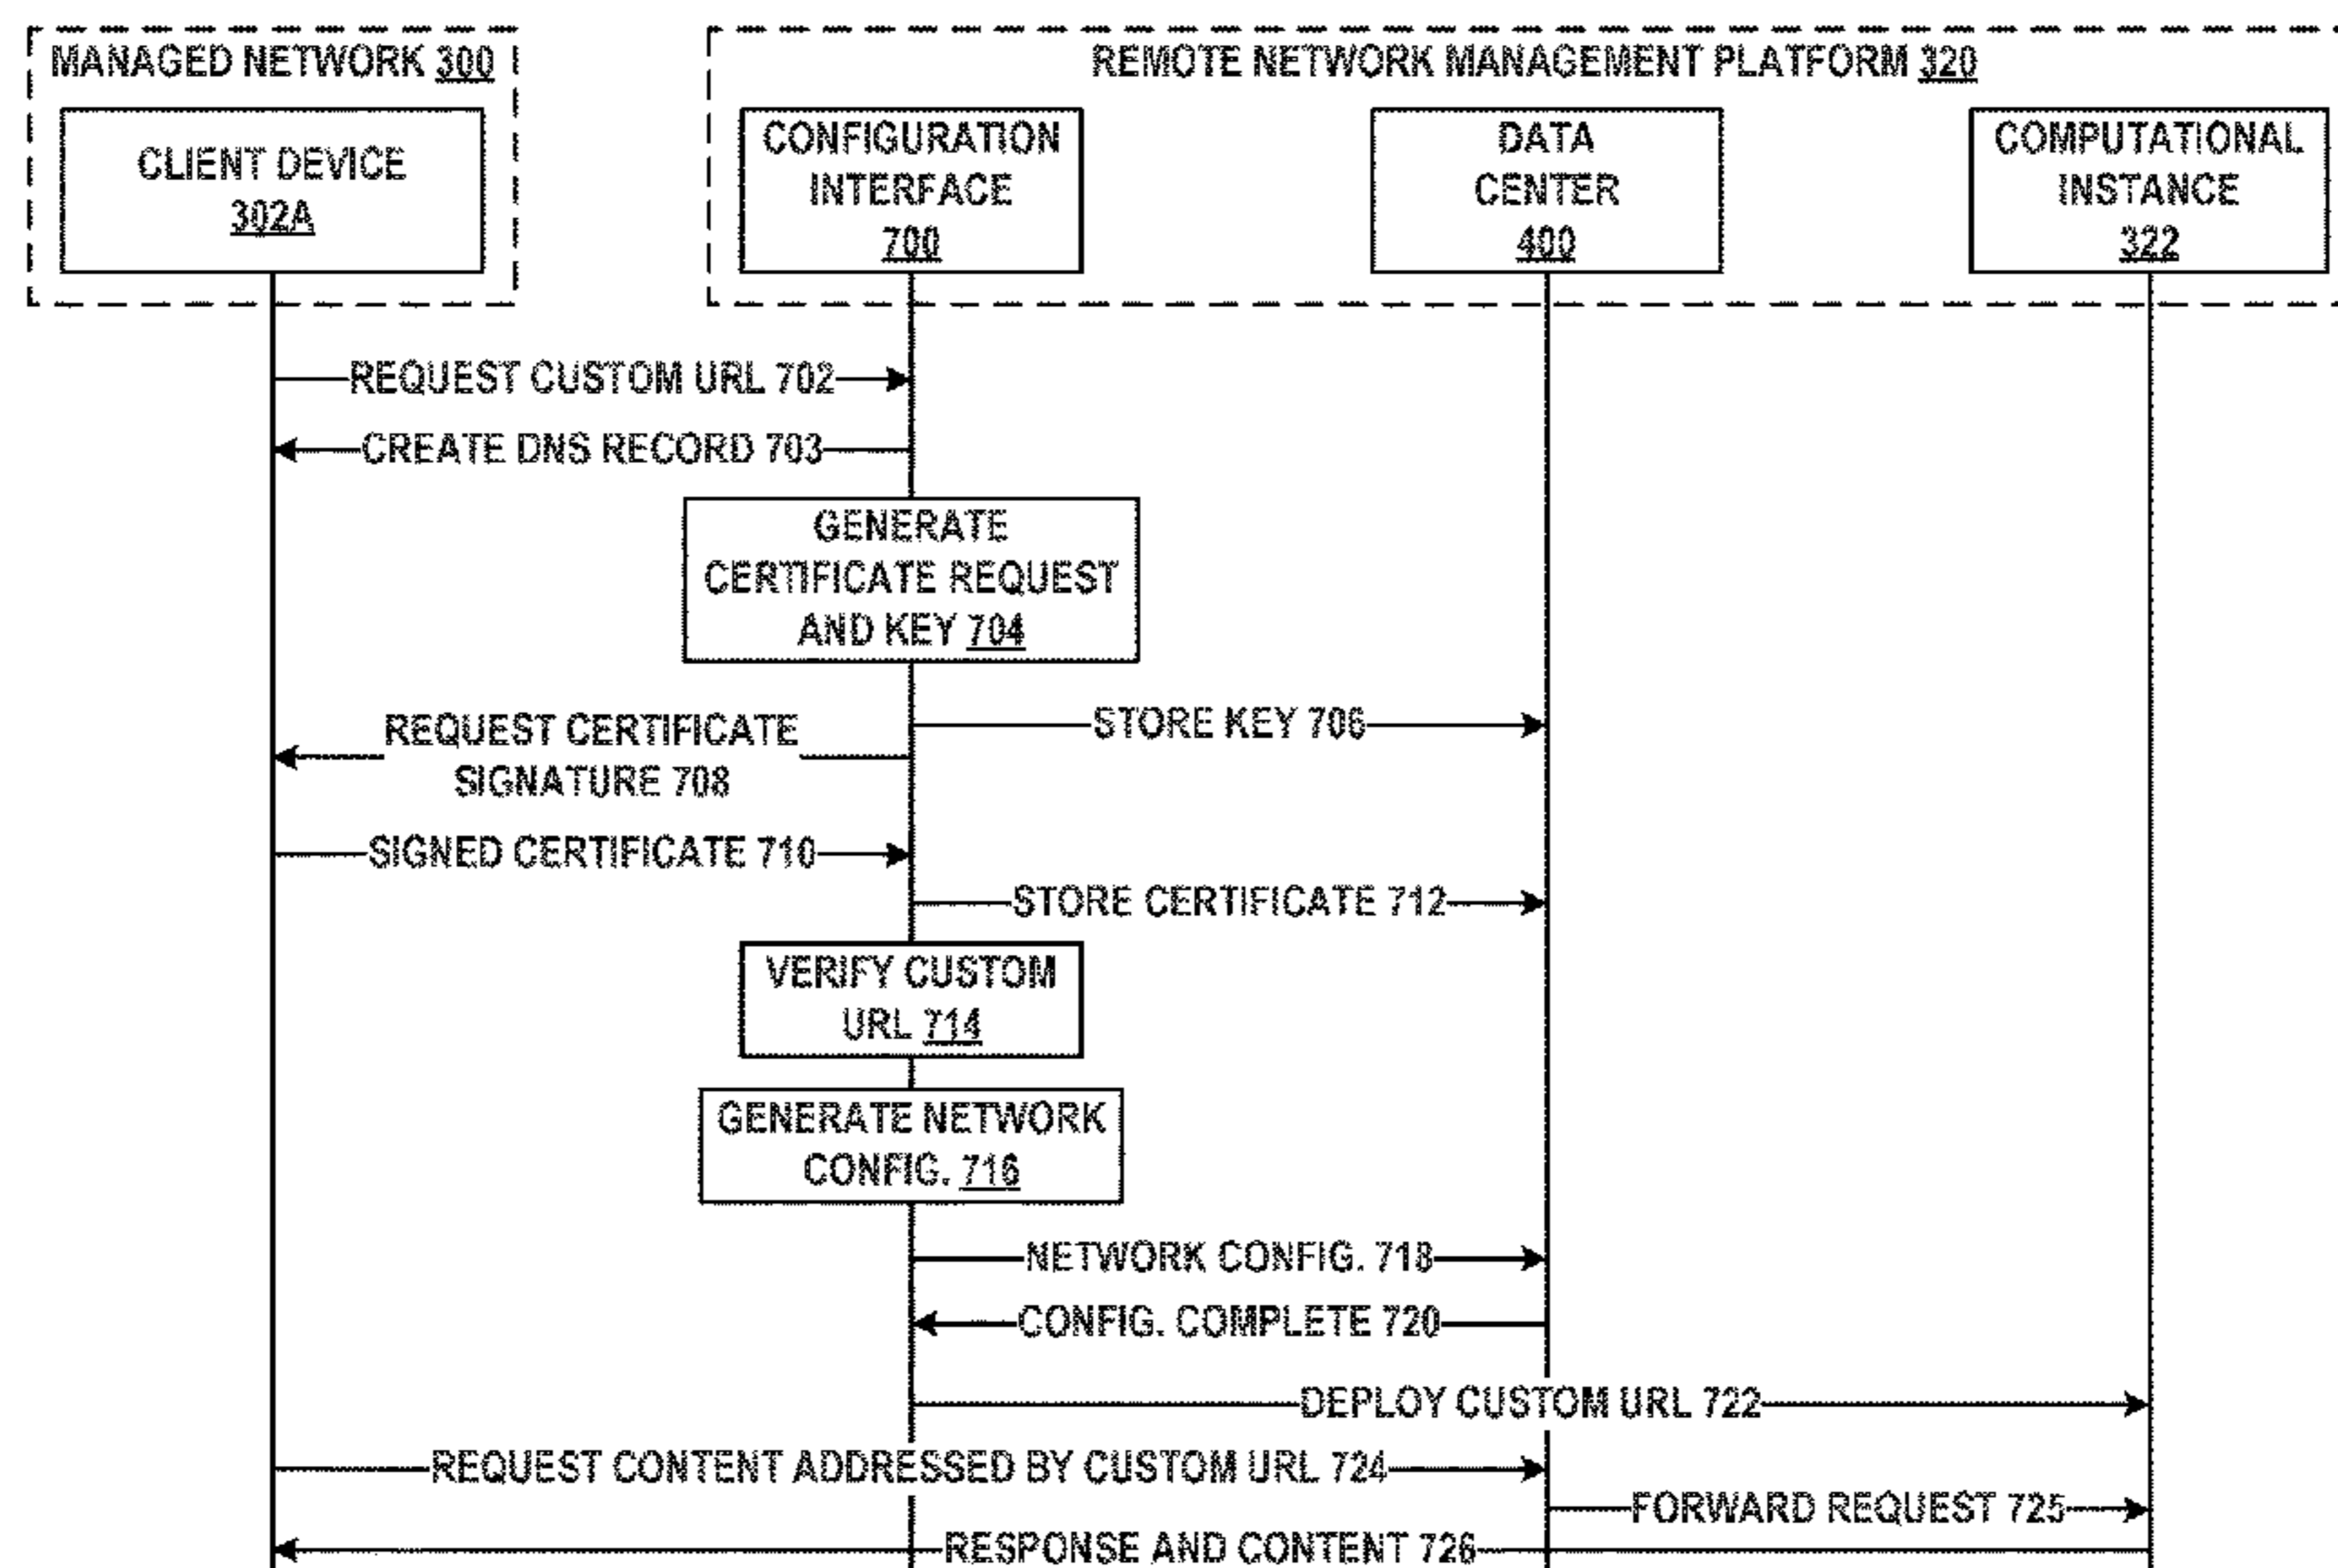 MANAGED NETWORK 300
REMOTE NETWORK MANAGEMENT PLATFORM 320
CLIENT DEVICE
302A
CONFIGURATION
INTERFACE
700
DATA
CENTER
400
COMPUTATIONAL
INSTANCE
322
REQUEST CUSTOM URL 702
CREATE DNS RECORD 703
GENERATE
CERTIFICATE REQUEST
AND KEY 704
STORE KEY 706
REQUEST CERTIFICATE
SIGNATURE 708
SIGNED CERTIFICATE 710
STORE CERTIFICATE 712
VERIFY CUSTOM
URL 714
GENERATE NETWORK
CONFIG. 716
NETWORK CONFIG. 718
CONFIG. COMPLETE 720
DEPLOY CUSTOM URL 722
REQUEST CONTENT ADDRESSED BY CUSTOM URL 724
FORWARD REQUEST 725
RESPONSE AND CONTENT 726